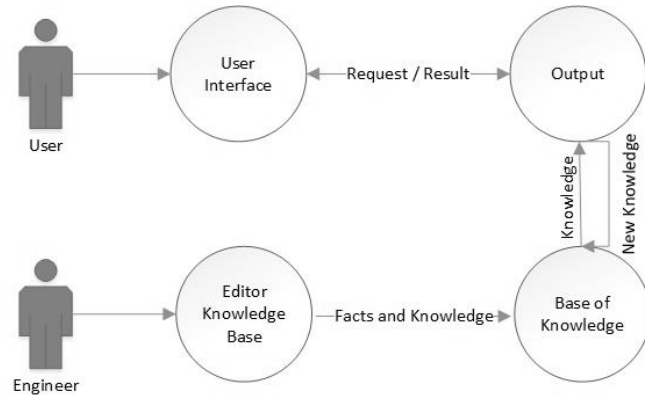 User
Interface
Request / Result
Output
User
Knowledge
New Knowledge
Editor
Knowledge
Base
Facts and Knowledge
Base of
Knowledge
Engineer